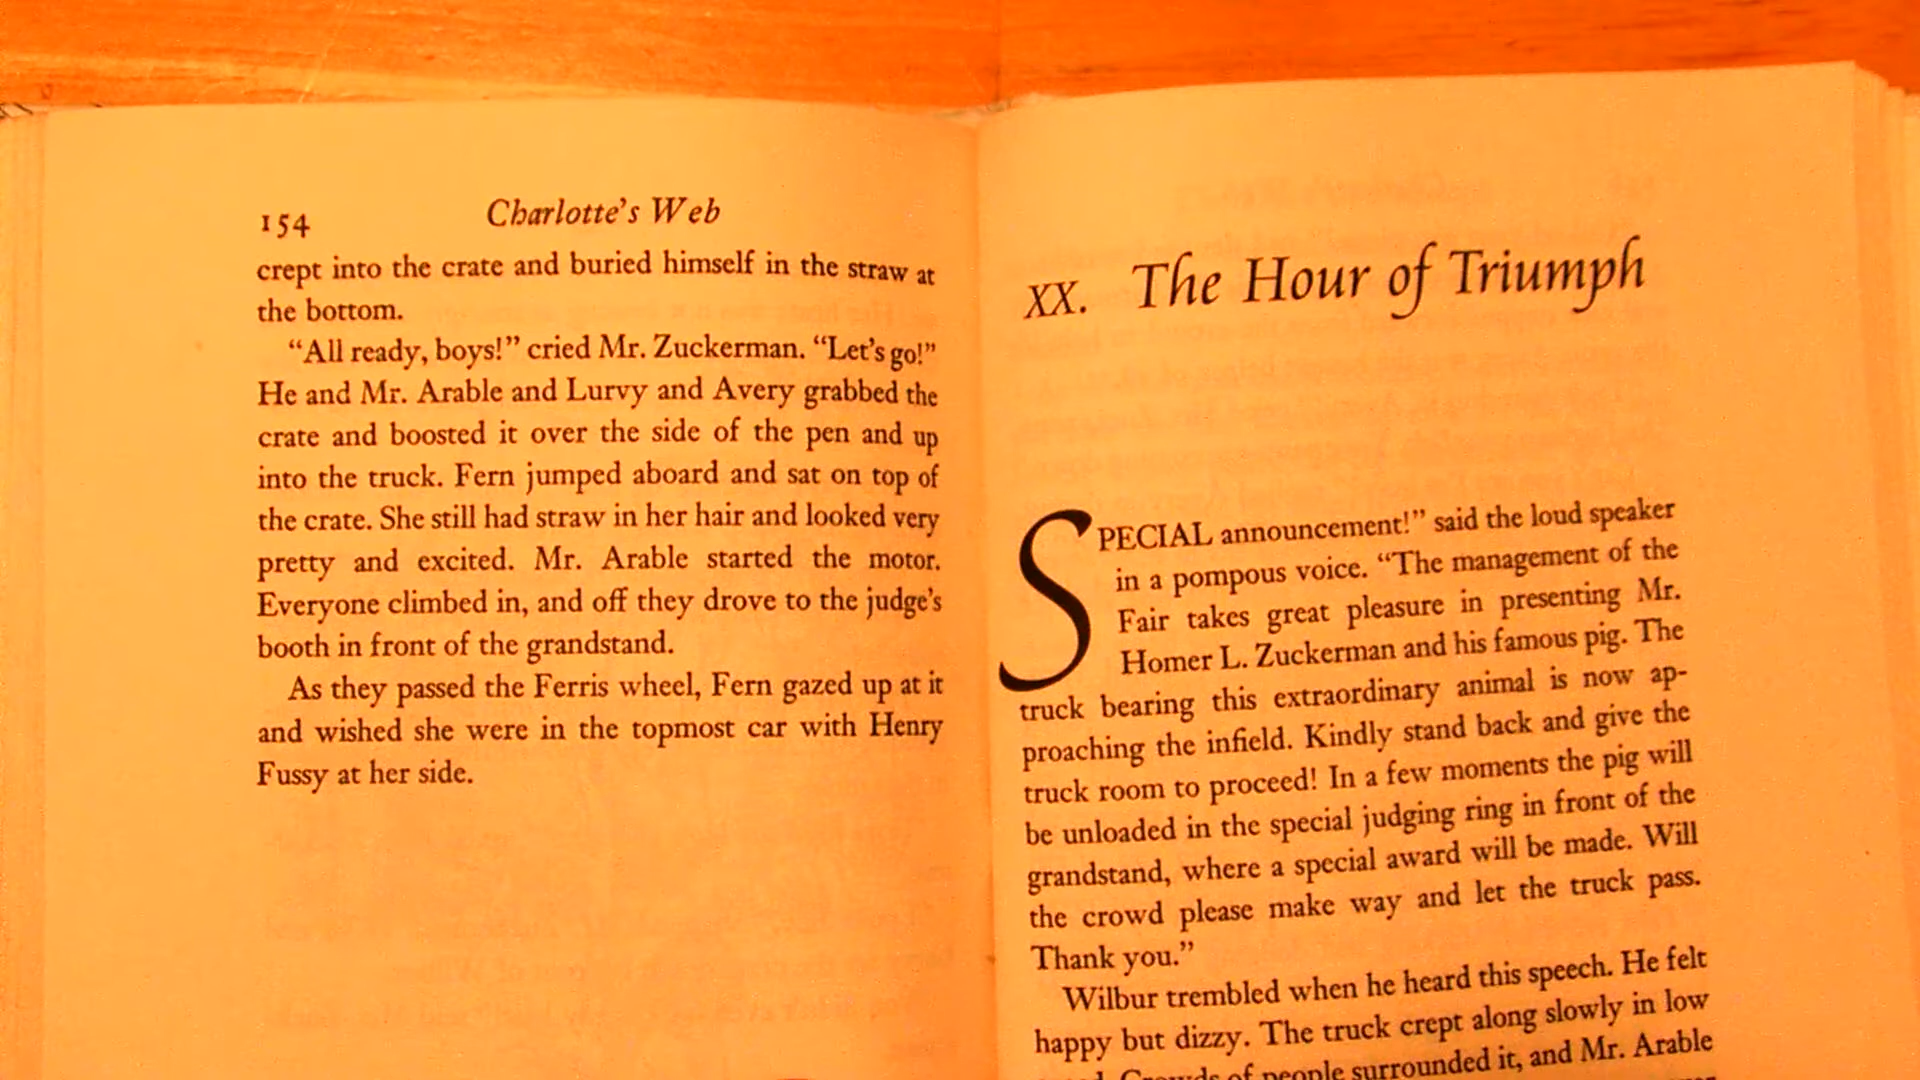 154
Charlotte's Web
crept into the crate and buried himself in the straw at
the bottom.
“All ready, boys!” cried Mr. Zuckerman. “Let's go!”
He and Mr. Arable and Lurvy and Avery grabbed the
crate and boosted it over the side of the pen and up
into the truck. Fern jumped aboard and sat on top of
the crate. She still had straw in her hair and looked very
pretty and excited. Mr. Arable started the motor.
Everyone climbed in, and off they drove to the judge's
booth in front of the grandstand.
As they passed the Ferris wheel, Fern gazed up at it
and wished she were in the topmost car with Henry
Fussy at her side.
XX. The Hour of Triumph
SPECIAL announcement!” said the loud speaker
in a pompous voice. “The management of the
Fair takes great pleasure in presenting Mr.
Homer L. Zuckerman and his famous pig. The
truck bearing this extraordinary animal is now ap-
proaching the infield. Kindly stand back and give the
truck room to proceed! In a few moments the pig will
be unloaded in the special judging ring in front of the
grandstand, where a special award will be made. Will
the crowd please make way and let the truck pass.
Thank you.”
Wilbur trembled when he heard this speech. He felt
happy but dizzy. The truck crept along slowly in low
Crowds of people surrounded it, and Mr. Arable